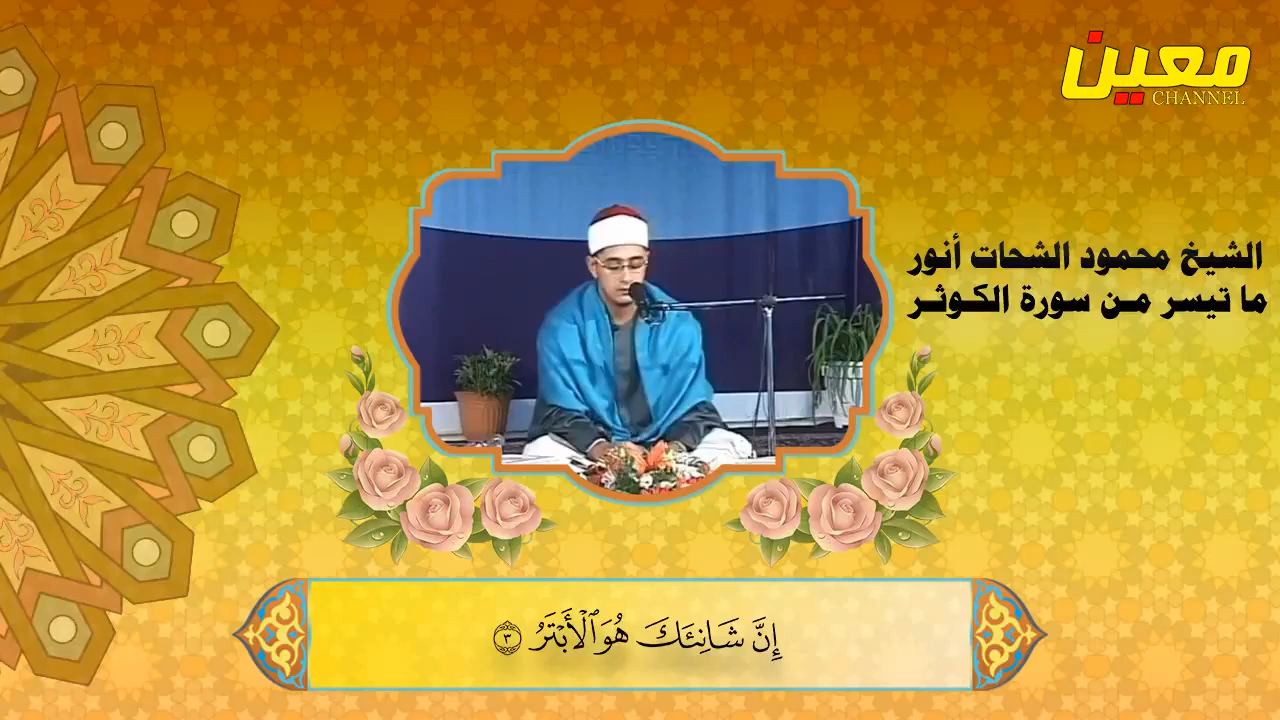 معين
CHANNEL
الشيخ محمود الشحات أنور
ما تيسر من سورة الكوثر
إِنَّ شَانِئَكَ هُوَ ٱلْأَبْتَرُ ٣